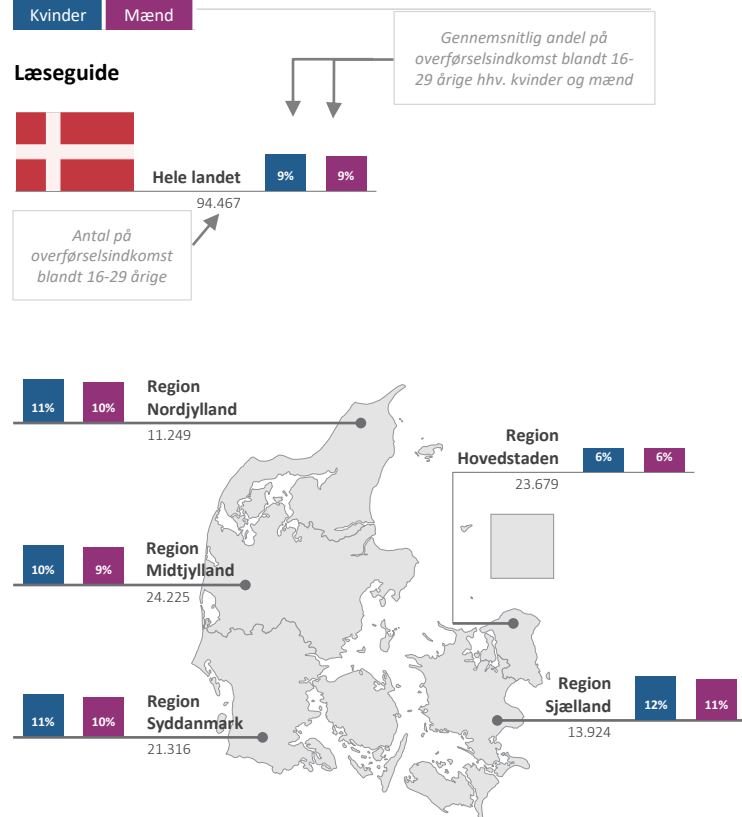 Kvinder Mænd
Gennemsnitlig andel på
overførselsindkomst blandt 16-
29 årige hhv. kvinder og mænd
Læseguide
Hele landet
9% 9%
94.467
Antal på
overførselsindkomst
blandt 16-29 årige
11% 10%
Region
Nordjylland
11.249
Region
Hovedstaden
6% 6%
23.679
10% 9%
Region
Midtjylland
24.225
11% 10%
Region
Syddanmark
21.316
Region
Sjælland
12% 11%
13.924